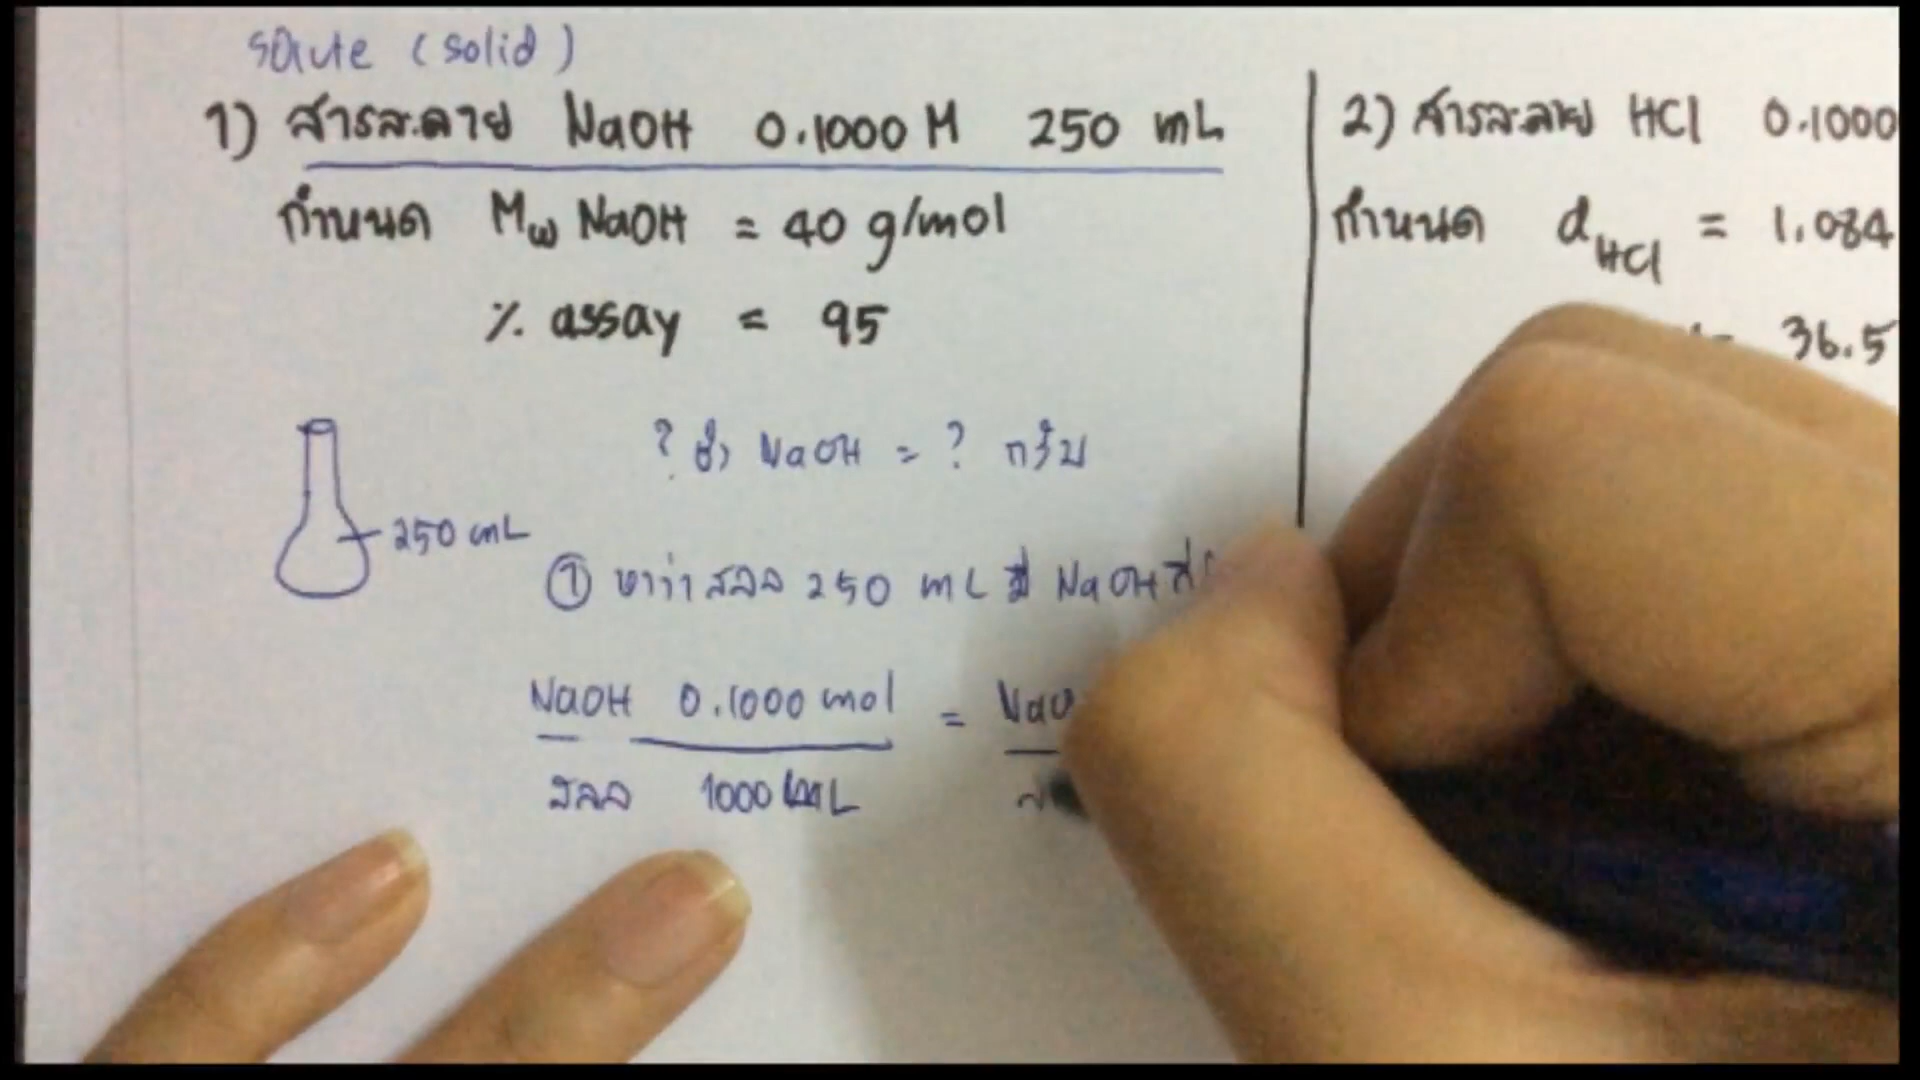 solute (solid)
1) สารละลาย NaOH 0.1000 M 250 mL
กำหนด Mw NaOH = 40 g/mol
% assay = 95
? ชั่ง NaOH = ? กรัม
250 mL
① หาว่า สลล 250 mL มี NaOH
NaOH 0.1000 mol =
สลล 1000 mL
2) สารละลาย HCl 0.1000
กำหนด dHCl = 1.084
36.5